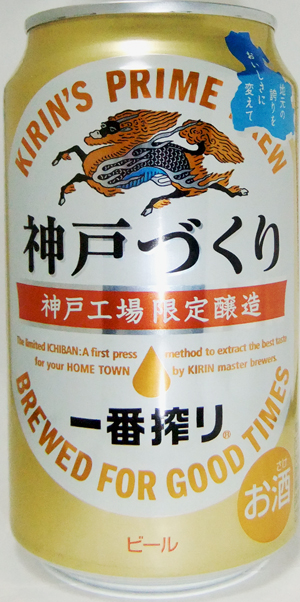 KIRIN'S PRIME BREW
地元の
誇りを
おいしさに
変えて
神戸づくり
神戸工場限定醸造
The limited ICHIBAN: A first press method to extract the best taste
for your HOME TOWN by KIRIN master brewers.
一番搾り®
BREWED FOR GOOD TIMES
さけ
お酒
ビール